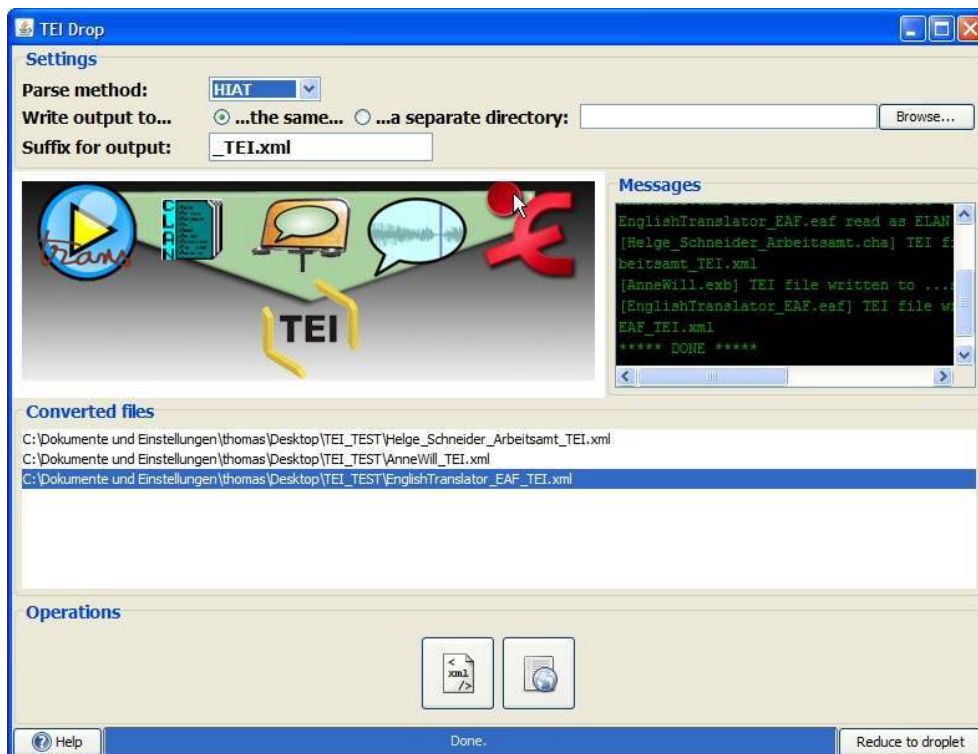 TEI Drop
Settings
Parse method: HIAT
Write output to... ...the same... ...a separate directory: Browse...
Suffix for output: _TEI.xml
trans
CLAN
TEI
Messages
EnglishTranslator_EAF.eaf read as ELAN
[Helge_Schneider_Arbeitsamt.cha] TEI f
beitsamt_TEI.xml
[AnneWill.exb] TEI file written to ...
[EnglishTranslator_EAF.eaf] TEI file w
EAF_TEI.xml
***** DONE *****
Converted files
C:\Dokumente und Einstellungen\thomas\Desktop\TEI_TEST\Helge_Schneider_Arbeitsamt_TEI.xml
C:\Dokumente und Einstellungen\thomas\Desktop\TEI_TEST\AnneWill_TEI.xml
C:\Dokumente und Einstellungen\thomas\Desktop\TEI_TEST\EnglishTranslator_EAF_TEI.xml
Operations
<
xml
/>
Help Done. Reduce to droplet